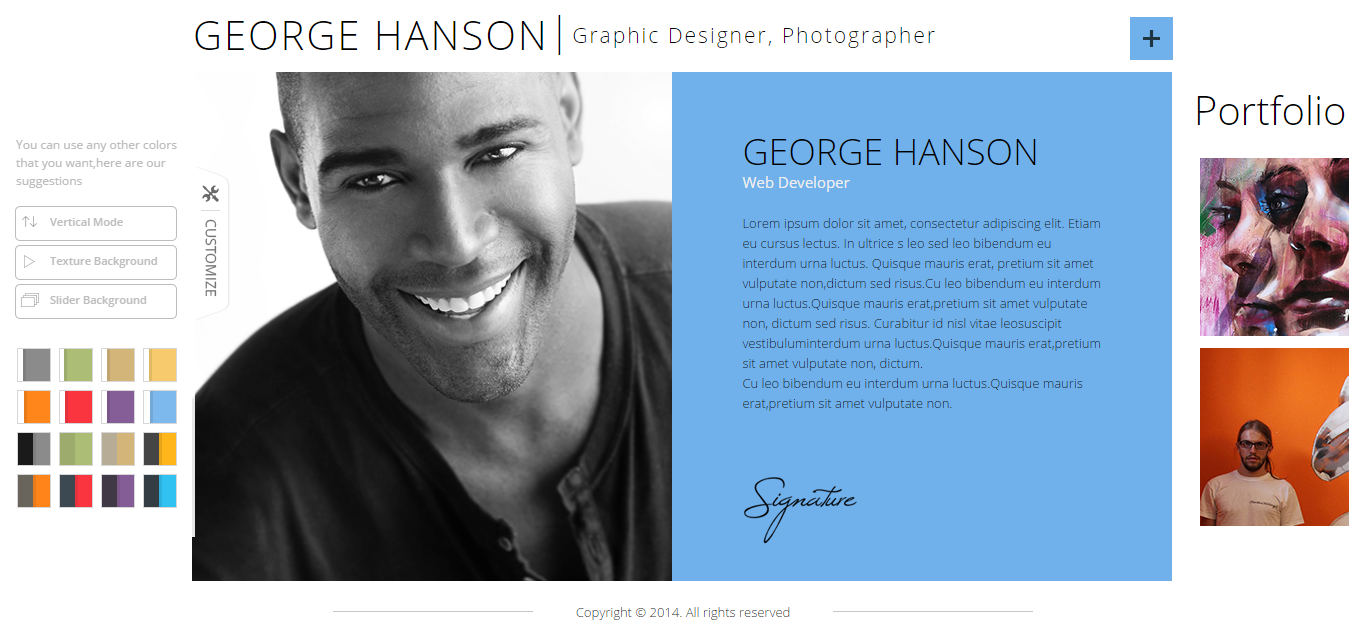 GEORGE HANSON
Graphic Designer, Photographer
You can use any other colors
that you want,here are our
suggestions
Vertical Mode
Texture Background
Slider Background
CUSTOMIZE
GEORGE HANSON
Web Developer
Lorem ipsum dolor sit amet, consectetur adipiscing elit. Etiam
eu cursus lectus. In ultrice s leo sed leo bibendum eu
interdum urna luctus. Quisque mauris erat, pretium sit amet
vulputate non,dictum sed risus.Cu leo bibendum eu interdum
urna luctus.Quisque mauris erat,pretium sit amet vulputate
non, dictum sed risus. Curabitur id nisl vitae leosuscipit
vestibuluminterdum urna luctus.Quisque mauris erat,pretium
sit amet vulputate non, dictum.
Cu leo bibendum eu interdum urna luctus.Quisque mauris
erat,pretium sit amet vulputate non.
Signature
Portfolio
Copyright © 2014. All rights reserved